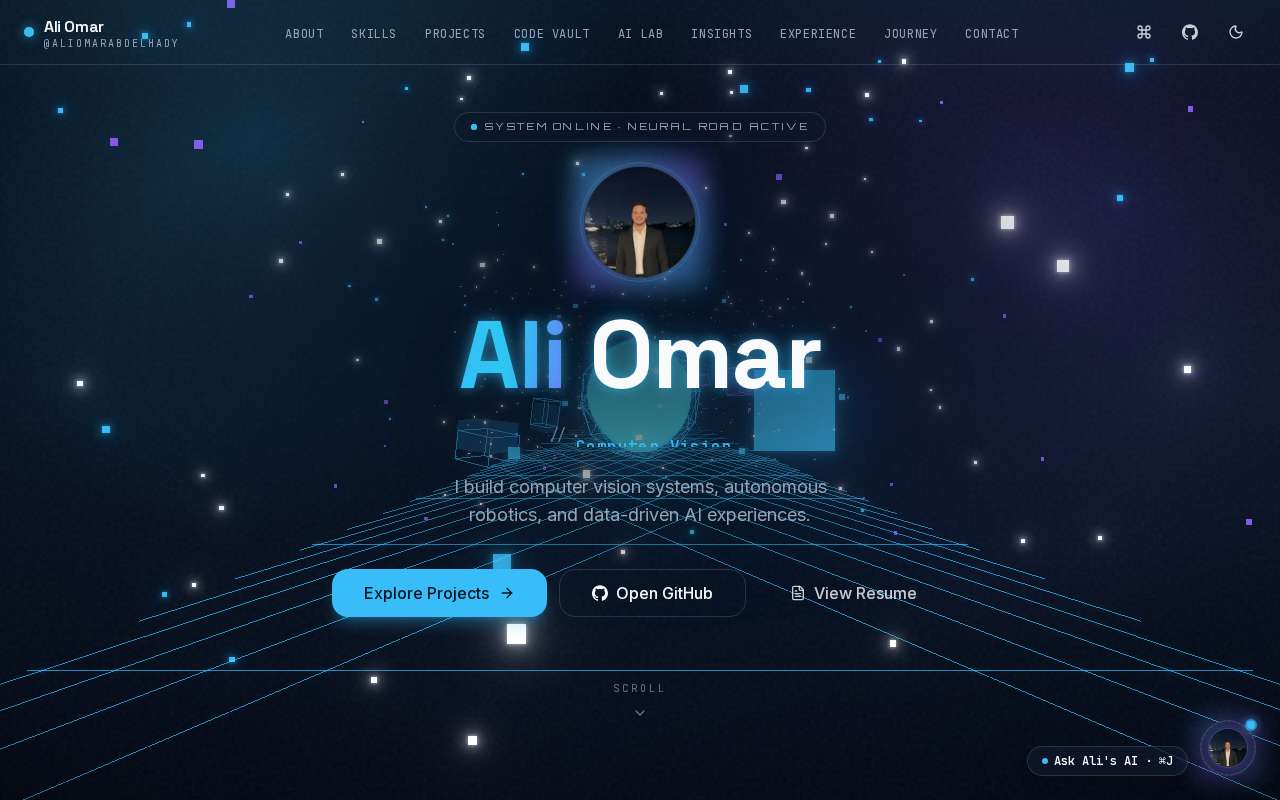 Ali Omar
@ALIOMARABDELHADY
ABOUT
SKILLS
PROJECTS
CODE VAULT
AI LAB
INSIGHTS
EXPERIENCE
JOURNEY
CONTACT
SYSTEM ONLINE · NEURAL ROAD ACTIVE
Ali Omar
// Computer Vision
I build computer vision systems, autonomous
robotics, and data-driven AI experiences.
Explore Projects →
Open GitHub
View Resume
SCROLL
Ask Ali's AI · ⌘J